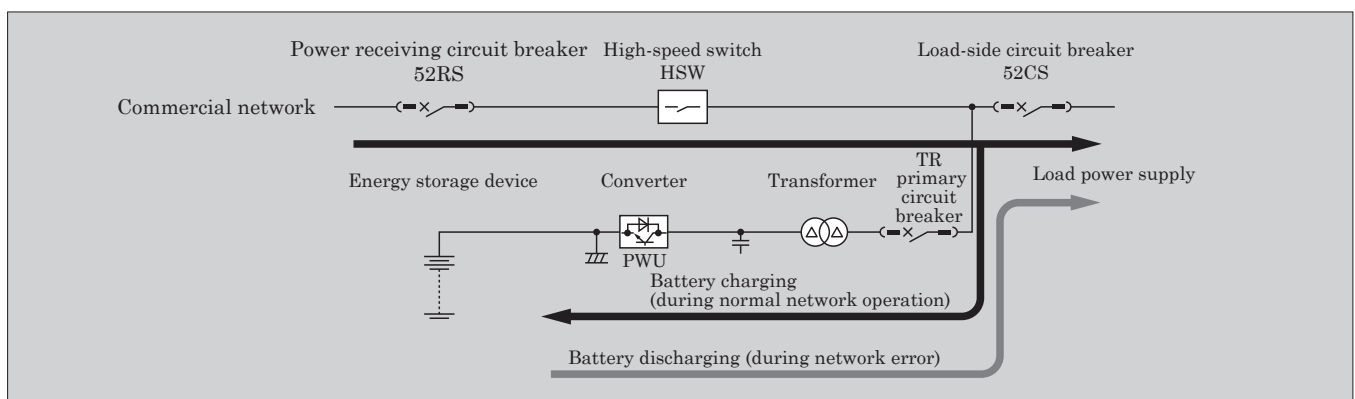 Power receiving circuit breaker
52RS
High-speed switch
HSW
Load-side circuit breaker
52CS
Commercial network
Energy storage device
Converter
Transformer
TR
primary
circuit
breaker
Load power supply
PWU
Battery charging
(during normal network operation)
Battery discharging (during network error)